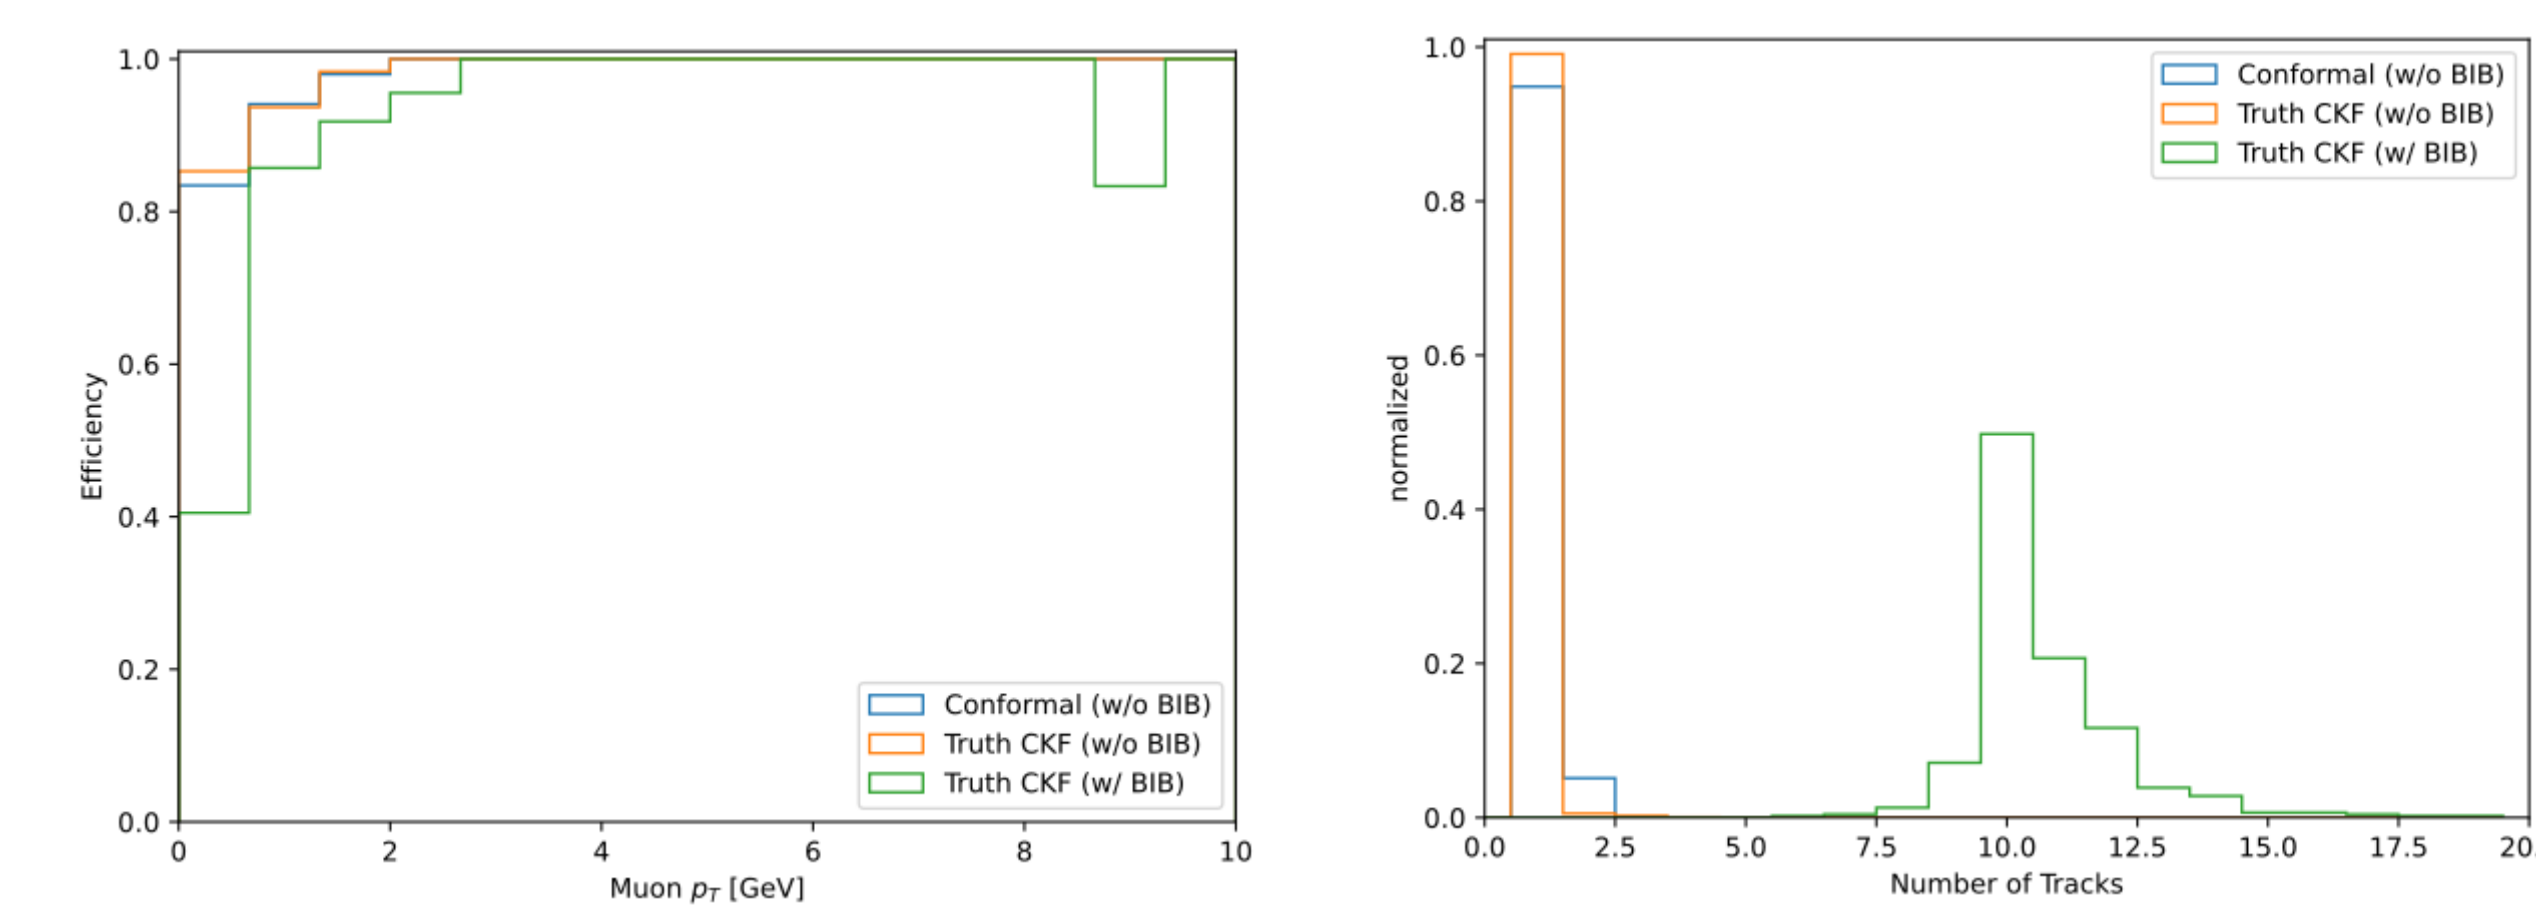 1.0
0.8
0.6
0.4
0.2
0.0
Efficiency
0 2 4 6 8 10
Muon pT [GeV]
Conformal (w/o BIB)
Truth CKF (w/o BIB)
Truth CKF (w/ BIB)
1.0
0.8
0.6
0.4
0.2
0.0
normalized
0.0 2.5 5.0 7.5 10.0 12.5 15.0 17.5 20.
Number of Tracks
Conformal (w/o BIB)
Truth CKF (w/o BIB)
Truth CKF (w/ BIB)